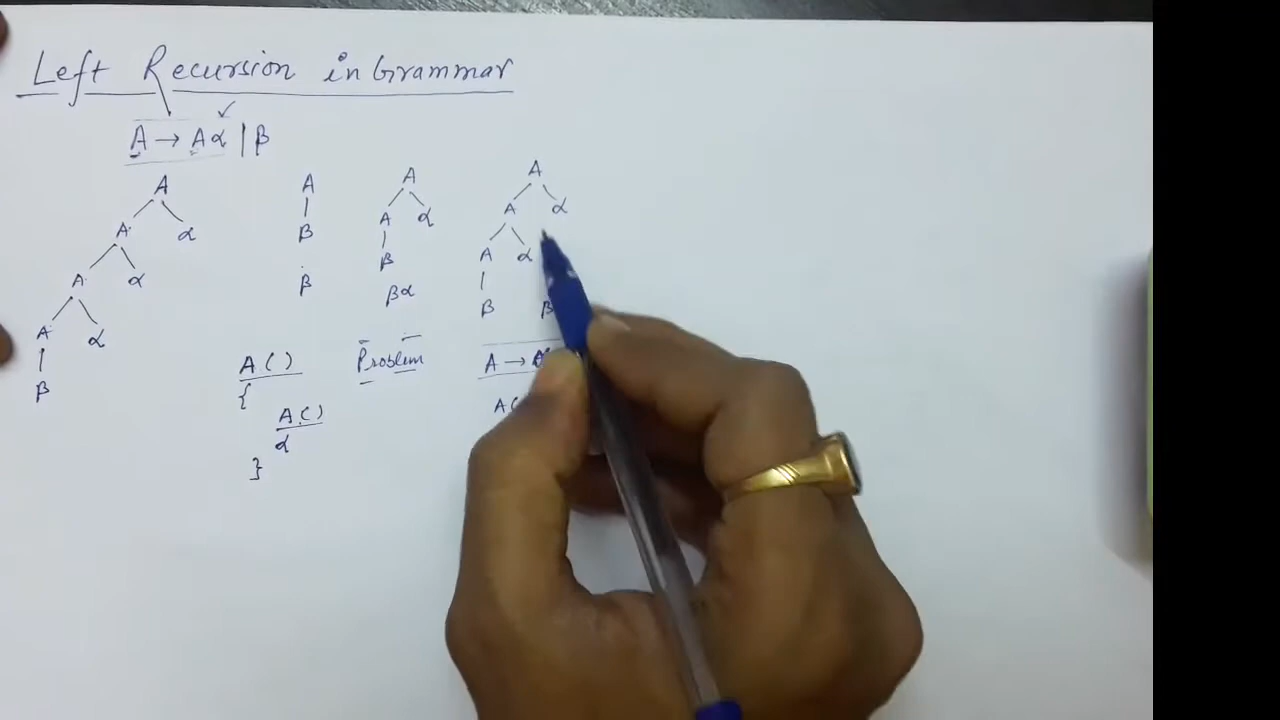 Left Recursion in Grammar
A → Aα | β
A
A α
A α
A α
B
A
B
β
A
A α
B
βα
A
A α
A α
B
A()
{
A()
α
}
Problem
A →
A(